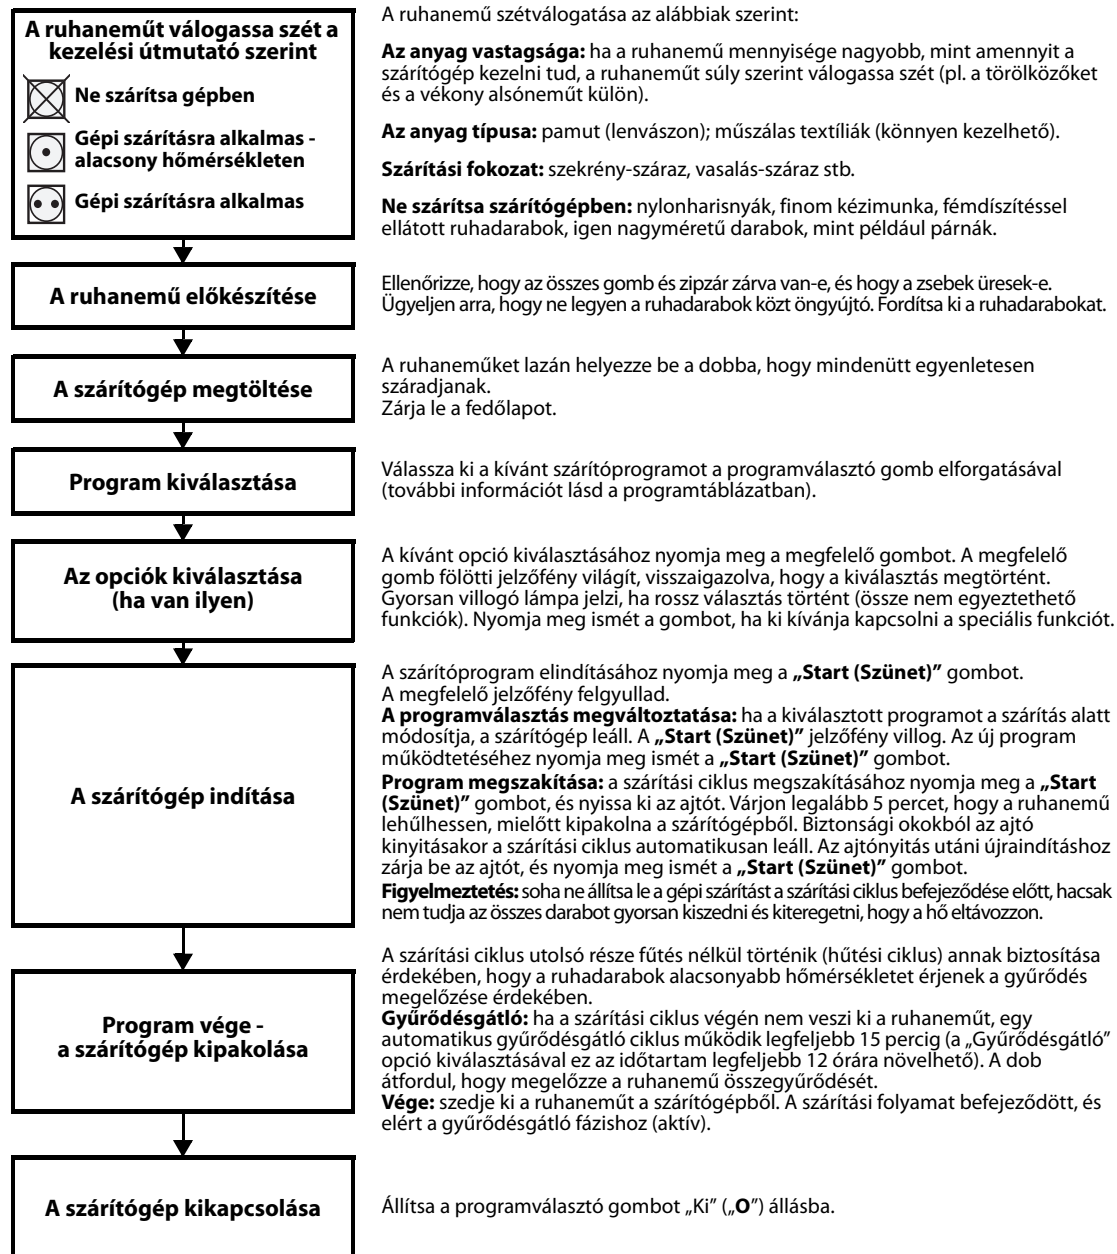 A ruhaneműt válogassa szét a
kezelési útmutató szerint
Ne szárítsa gépben
Gépi szárításra alkalmas -
alacsony hőmérsékleten
Gépi szárításra alkalmas
A ruhanemű szétválogatása az alábbiak szerint:
Az anyag vastagsága: ha a ruhanemű mennyisége nagyobb, mint amennyit a
szárítógép kezelni tud, a ruhaneműt súly szerint válogassa szét (pl. a törölközőket
és a vékony alsóneműt külön).
Az anyag típusa: pamut (lenvászon); műszálas textíliák (könnyen kezelhető).
Szárítási fokozat: szekrény-száraz, vasalás-száraz stb.
Ne szárítsa szárítógépben: nylonharisnyák, finom kézimunka, fémdíszítéssel
ellátott ruhadarabok, igen nagyméretű darabok, mint például párnák.
A ruhanemű előkészítése
Ellenőrizze, hogy az összes gomb és zipzár zárva van-e, és hogy a zsebek üresek-e.
Ügyeljen arra, hogy ne legyen a ruhadarabok közt öngyújtó. Fordítsa ki a ruhadarabokat.
A szárítógép megtöltése
A ruhaneműket lazán helyezze be a dobba, hogy mindenütt egyenletesen
száradjanak.
Zárja le a fedőlapot.
Program kiválasztása
Válassza ki a kívánt szárítóprogramot a programválasztó gomb elforgatásával
(további információt lásd a programtáblázatban).
Az opciók kiválasztása
(ha van ilyen)
A kívánt opció kiválasztásához nyomja meg a megfelelő gombot. A megfelelő
gomb fölötti jelzőfény világít, visszaigazolva, hogy a kiválasztás megtörtént.
Gyorsan villogó lámpa jelzi, ha rossz választás történt (össze nem egyeztethető
funkciók). Nyomja meg ismét a gombot, ha ki kívánja kapcsolni a speciális funkciót.
A szárítógép indítása
A szárítóprogram elindításához nyomja meg a „Start (Szünet)” gombot.
A megfelelő jelzőfény felgyullad.
A programválasztás megváltoztatása: ha a kiválasztott programot a szárítás alatt
módosítja, a szárítógép leáll. A „Start (Szünet)” jelzőfény villog. Az új program
működtetéséhez nyomja meg ismét a „Start (Szünet)” gombot.
Program megszakítása: a szárítási ciklus megszakításához nyomja meg a „Start
(Szünet)” gombot, és nyissa ki az ajtót. Várjon legalább 5 percet, hogy a ruhanemű
lehűlhessen, mielőtt kipakolna a szárítógépből. Biztonsági okokból az ajtó
kinyitásakor a szárítási ciklus automatikusan leáll. Az ajtónyitás utáni újraindításhoz
zárja be az ajtót, és nyomja meg ismét a „Start (Szünet)” gombot.
Figyelmeztetés: soha ne állítsa le a gépi szárítást a szárítási ciklus befejeződése előtt, hacsak
nem tudja az összes darabot gyorsan kiszedni és kiteregetni, hogy a hő eltávozzon.
Program vége -
a szárítógép kipakolása
A szárítási ciklus utolsó része fűtés nélkül történik (hűtési ciklus) annak biztosítása
érdekében, hogy a ruhadarabok alacsonyabb hőmérsékletet érjenek a gyűrődés
megelőzése érdekében.
Gyűrődésgátló: ha a szárítási ciklus végén nem veszi ki a ruhaneműt, egy
automatikus gyűrődésgátló ciklus működik legfeljebb 15 percig (a „Gyűrődésgátló”
opció kiválasztásával ez az időtartam legfeljebb 12 órára növelhető). A dob
átfordul, hogy megelőzze a ruhanemű összegyűrődését.
Vége: szedje ki a ruhaneműt a szárítógépből. A szárítási folyamat befejeződött, és
elért a gyűrődésgátló fázishoz (aktív).
A szárítógép kikapcsolása
Állítsa a programválasztó gombot „Ki” („O”) állásba.